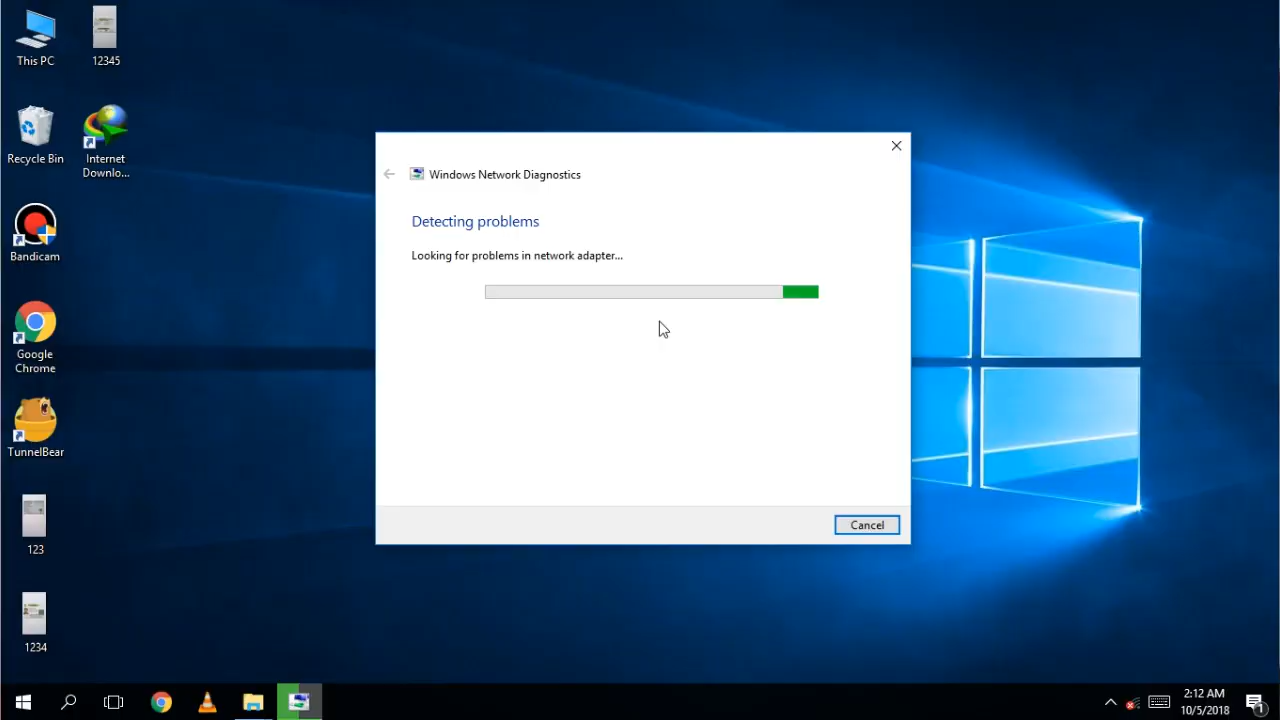 This PC
12345
Recycle Bin
Internet
Downlo...
Bandicam
Google
Chrome
TunnelBear
123
1234
Windows Network Diagnostics
Detecting problems
Looking for problems in network adapter...
Cancel
2:12 AM
10/5/2018
1